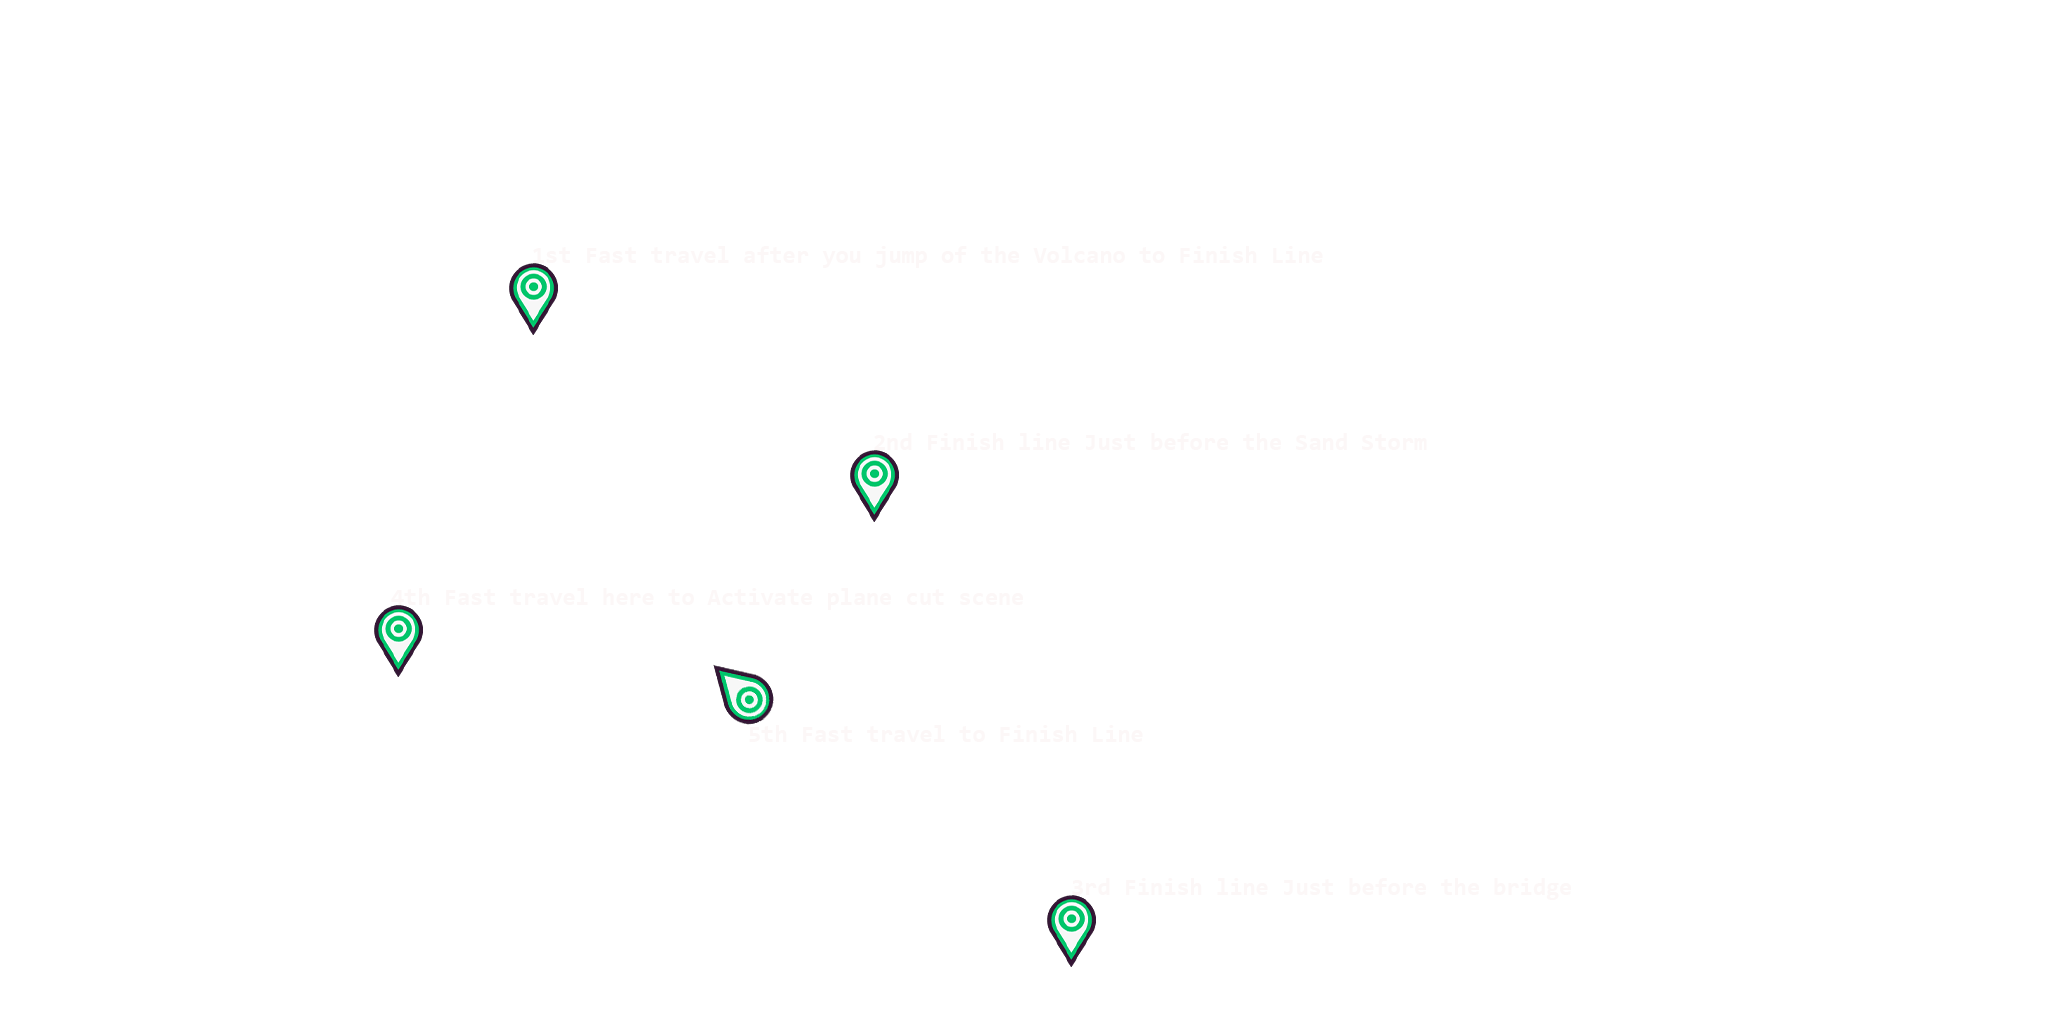 1st Fast travel after you jump of the Volcano to Finish Line
2nd Finish line Just before the Sand Storm
4th Fast travel here to Activate plane cut scene
5th Fast travel to Finish Line
3rd Finish line Just before the bridge